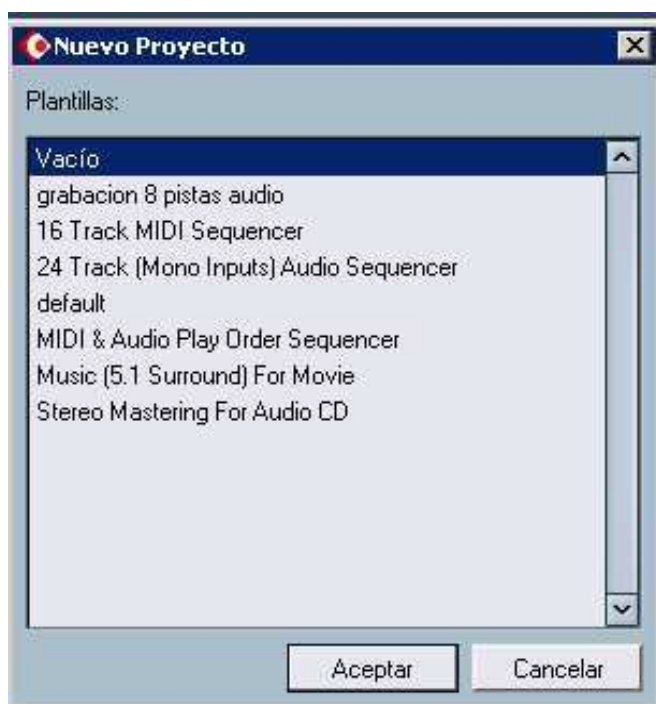 Nuevo Proyecto
Plantillas:
Vacío
grabacion 8 pistas audio
16 Track MIDI Sequencer
24 Track (Mono Inputs) Audio Sequencer
default
MIDI & Audio Play Order Sequencer
Music (5.1 Surround) For Movie
Stereo Mastering For Audio CD
Aceptar Cancelar